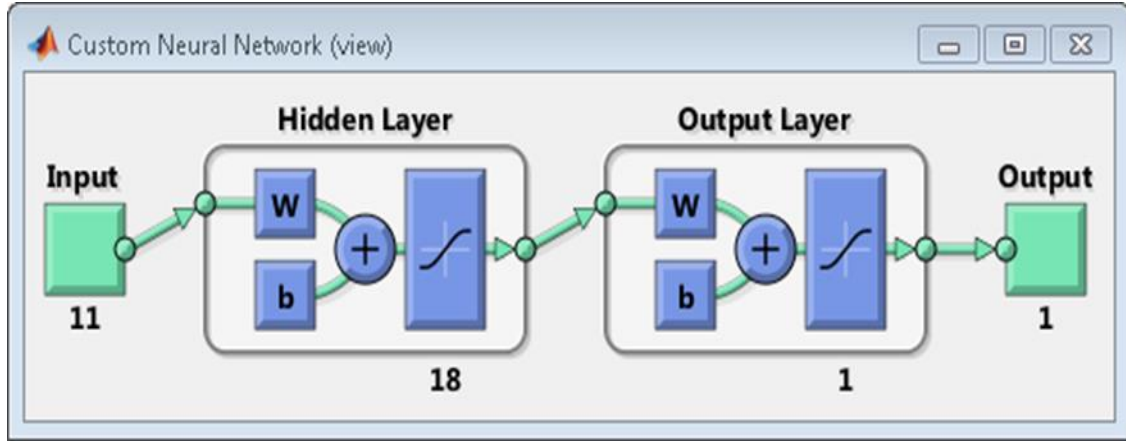 Custom Neural Network (view)
Hidden Layer
Output Layer
Input
Output
W
W
b
b
11
1
18
1